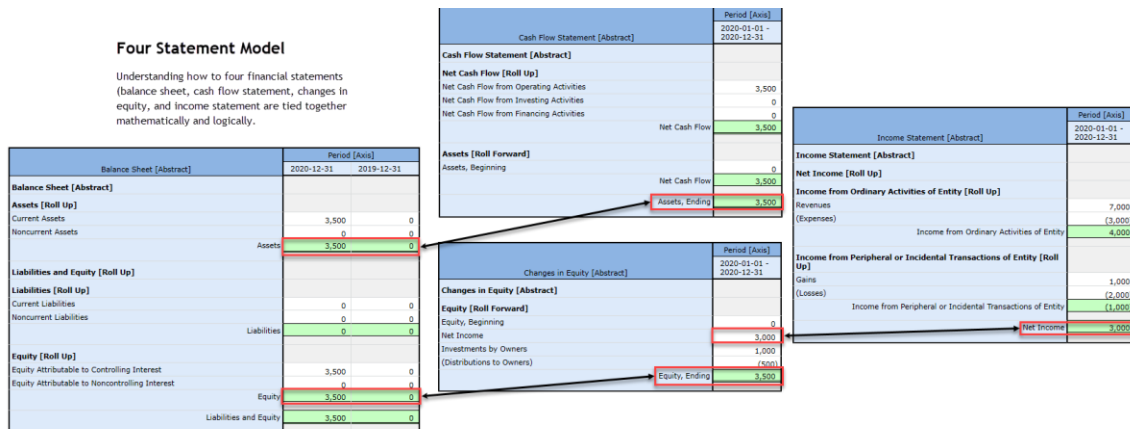 Four Statement Model
Understanding how to four financial statements
(balance sheet, cash flow statement, changes in
equity, and income statement are tied together
mathematically and logically.
Period [Axis]
Balance Sheet [Abstract] 2020-12-31 2019-12-31
Balance Sheet [Abstract]
Assets [Roll Up]
Current Assets 3,500 0
Noncurrent Assets 0 0
Assets 3,500 0
Liabilities and Equity [Roll Up]
Liabilities [Roll Up]
Current Liabilities 0 0
Noncurrent Liabilities 0 0
Liabilities 0 0
Equity [Roll Up]
Equity Attributable to Controlling Interest 3,500 0
Equity Attributable to Noncontrolling Interest 0 0
Equity 3,500 0
Liabilities and Equity 3,500 0
Period [Axis]
2020-01-01 -
Cash Flow Statement [Abstract] 2020-12-31
Cash Flow Statement [Abstract]
Net Cash Flow [Roll Up]
Net Cash Flow from Operating Activities 3,500
Net Cash Flow from Investing Activities 0
Net Cash Flow from Financing Activities 0
Net Cash Flow 3,500
Assets [Roll Forward]
Assets, Beginning 0
Net Cash Flow 3,500
Assets, Ending 3,500
Period [Axis]
2020-01-01 -
Changes in Equity [Abstract] 2020-12-31
Changes in Equity [Abstract]
Equity [Roll Forward]
Equity, Beginning 0
Net Income 3,000
Investments by Owners 1,000
(Distributions to Owners) (500)
Equity, Ending 3,500
Period [Axis]
2020-01-01 -
Income Statement [Abstract] 2020-12-31
Income Statement [Abstract]
Net Income [Roll Up]
Income from Ordinary Activities of Entity [Roll Up]
Revenues 7,000
(Expenses) (3,000)
Income from Ordinary Activities of Entity 4,000
Income from Peripheral or Incidental Transactions of Entity [Roll
Up]
Gains 1,000
(Losses) (2,000)
Income from Peripheral or Incidental Transactions of Entity (1,000)
Net Income 3,000